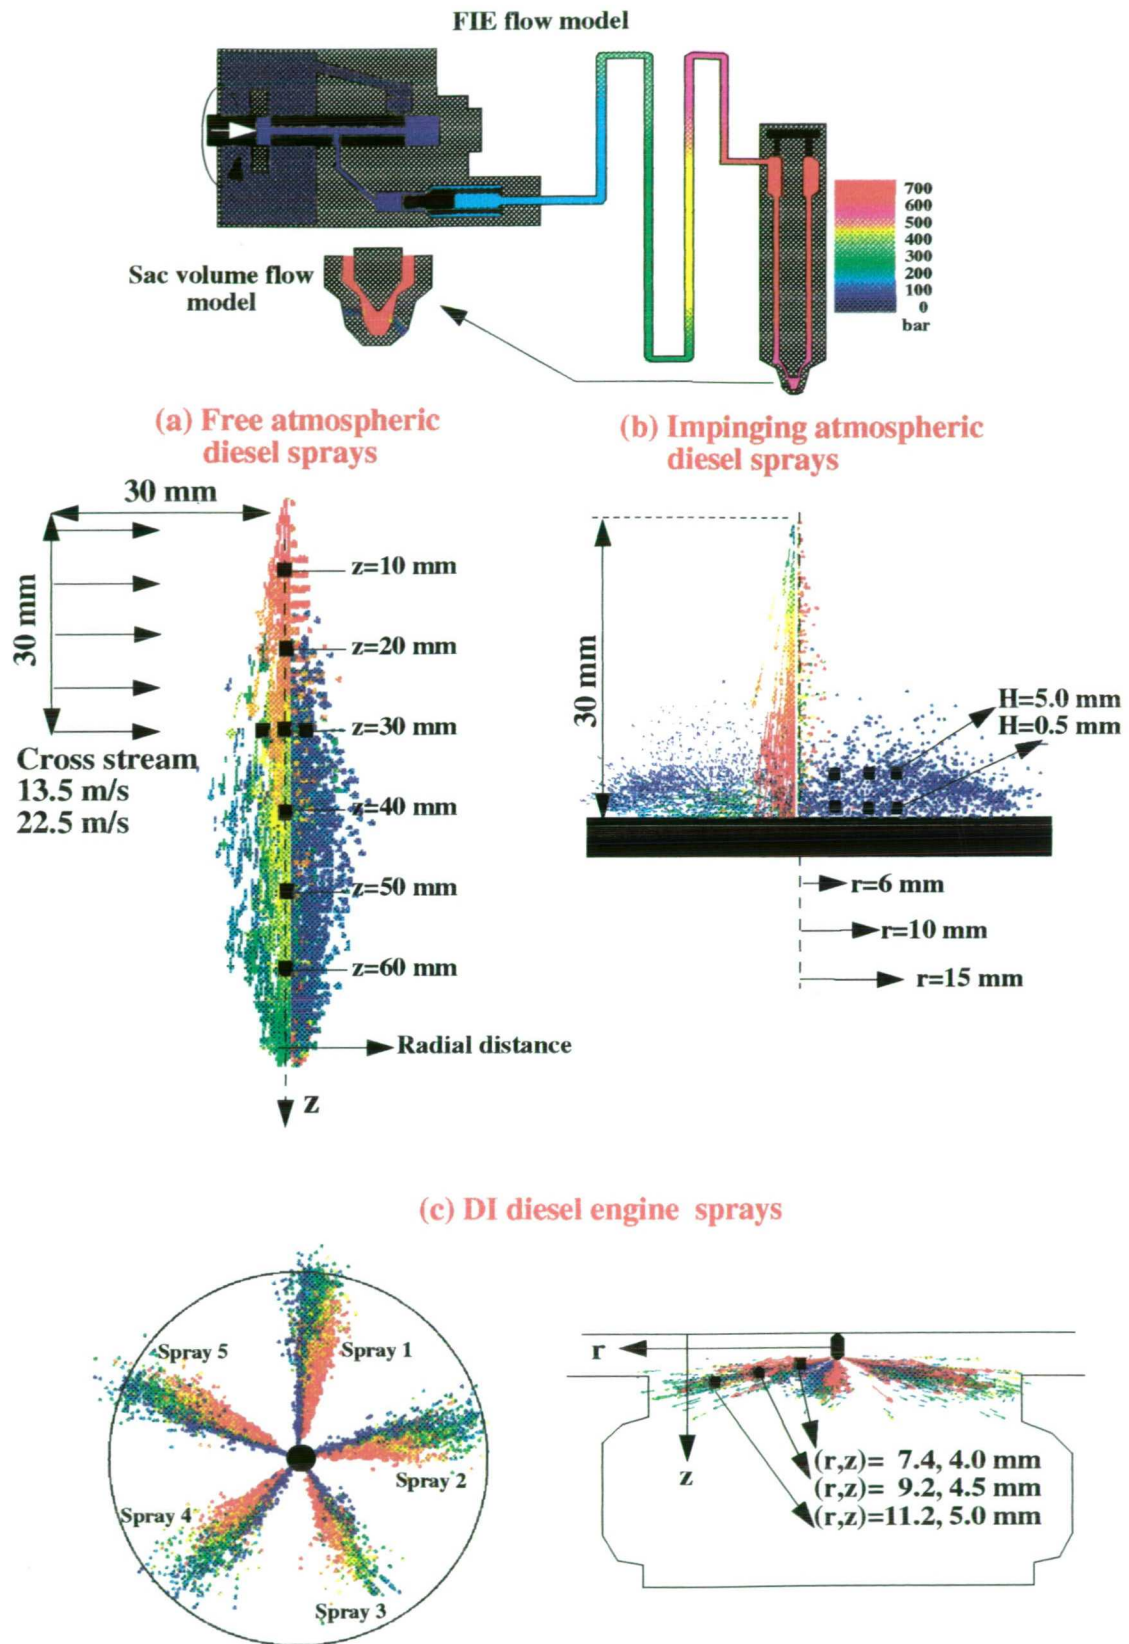 FIE flow model
700
600
500
400
300
200
100
0
bar
Sac volume flow
model
(a) Free atmospheric
diesel sprays
(b) Impinging atmospheric
diesel sprays
30 mm
30 mm
z=10 mm
z=20 mm
z=30 mm
z=40 mm
z=50 mm
z=60 mm
Cross stream
13.5 m/s
22.5 m/s
Radial distance
z
30 mm
H=5.0 mm
H=0.5 mm
r=6 mm
r=10 mm
r=15 mm
(c) DI diesel engine sprays
Spray 5
Spray 1
Spray 2
Spray 4
Spray 3
r
z
(r,z)= 7.4, 4.0 mm
(r,z)= 9.2, 4.5 mm
(r,z)=11.2, 5.0 mm